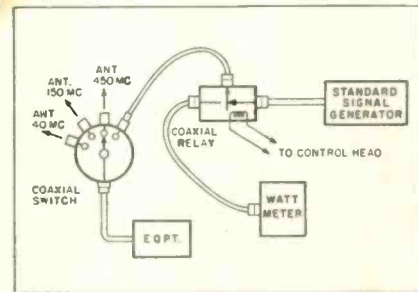 ANT
450 MC
ANT.
150 MC
ANT
40 MC
COAXIAL
SWITCH
EQPT.
COAXIAL
RELAY
TO CONTROL HEAD
WATT
METER
STANDARD
SIGNAL
GENERATOR